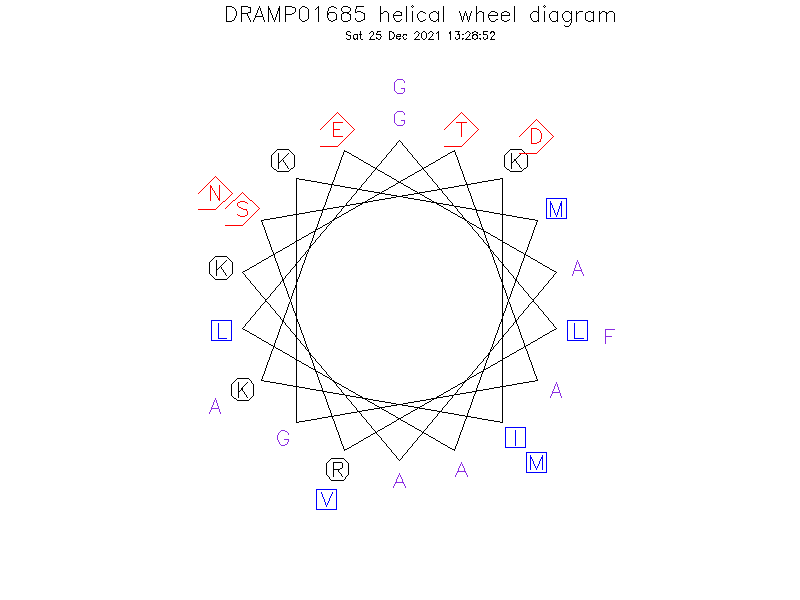 DRAMP01685 helical wheel diagram
Sat 25 Dec 2021 13:28:52
G
G
E T D
K K
N S M
K A
L L F
K A
A
G I
M
R A
A
V